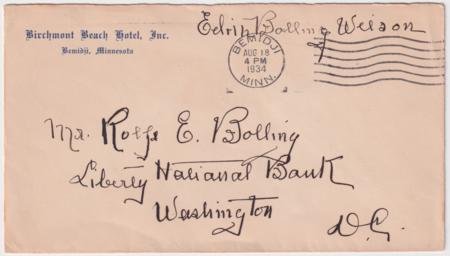 Birchmont Beach Hotel, Inc.
Bemidji, Minnesota
Bolling Wilson
BEMIDJI
AUG 18
4 PM
1934
MINN.
Mr. Rolfe E. Bolling
Liberty National Bank
Washington
D.C.